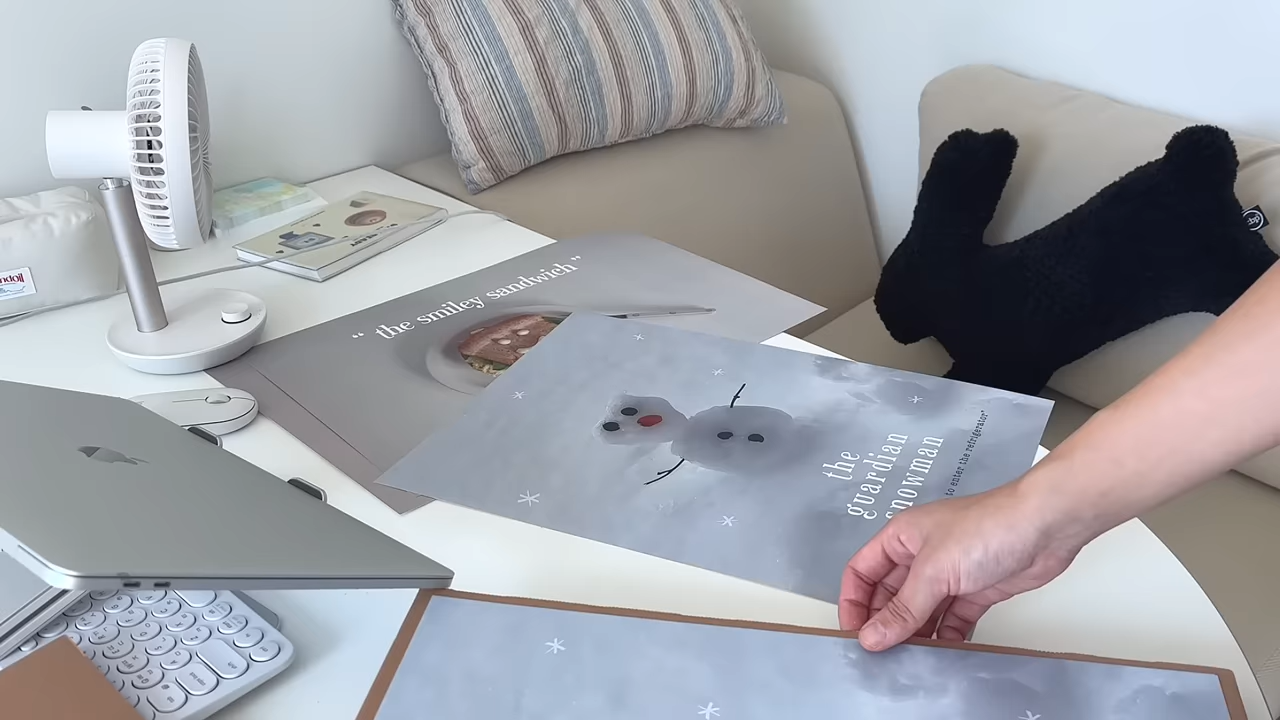 “ the smiley sandwich ”
the
guardian
snowman
to enter the refrigerator”